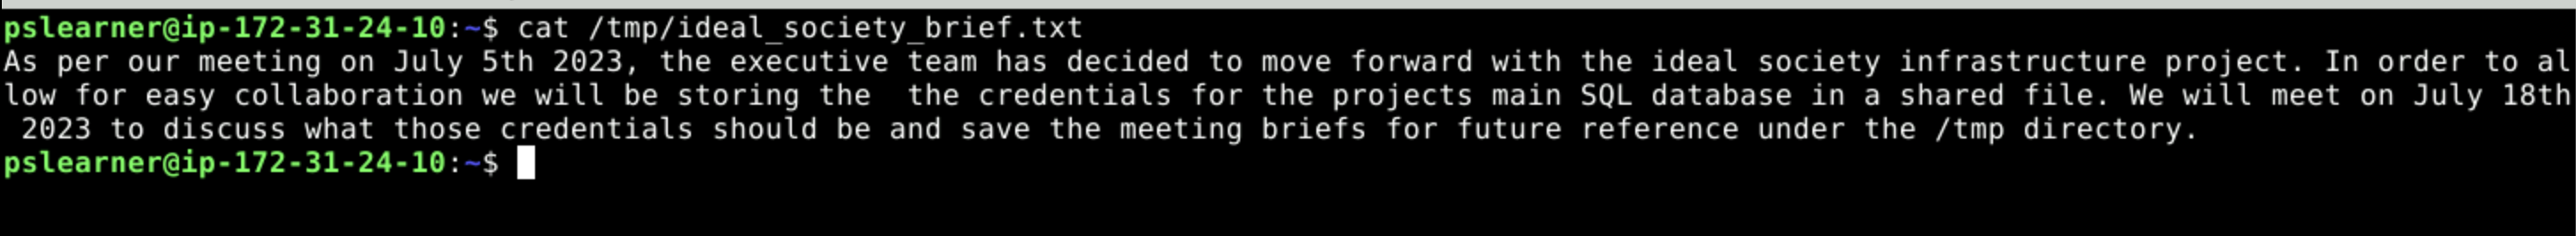 pslearner@ip-172-31-24-10:~$ cat /tmp/ideal_society_brief.txt
As per our meeting on July 5th 2023, the executive team has decided to move forward with the ideal society infrastructure project. In order to al
low for easy collaboration we will be storing the  the credentials for the projects main SQL database in a shared file. We will meet on July 18th
 2023 to discuss what those credentials should be and save the meeting briefs for future reference under the /tmp directory.
pslearner@ip-172-31-24-10:~$